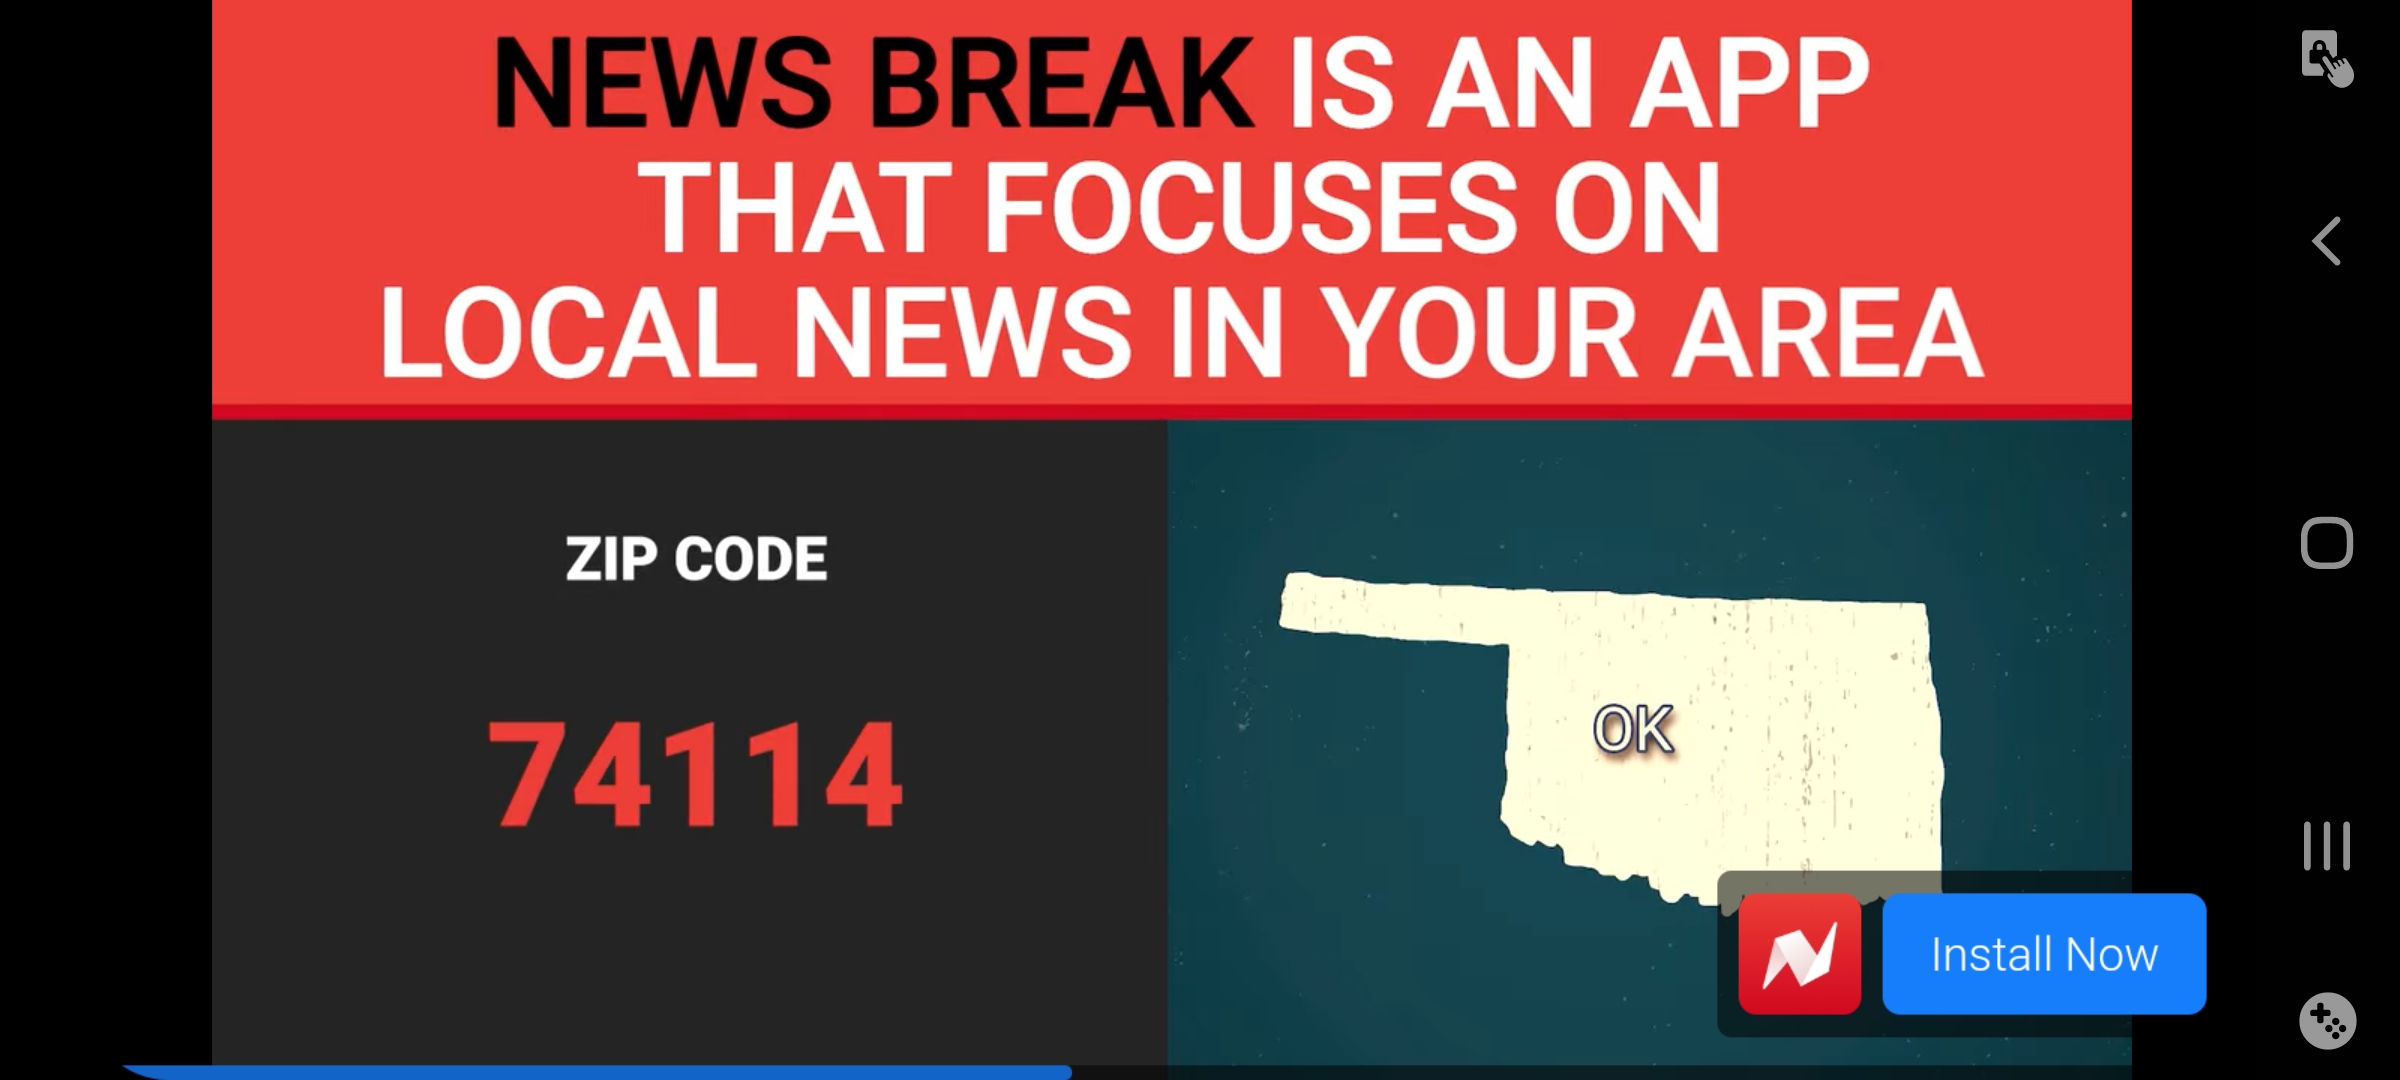 NEWS BREAK IS AN APP
THAT FOCUSES ON
LOCAL NEWS IN YOUR AREA
ZIP CODE
74114
OK
Install Now